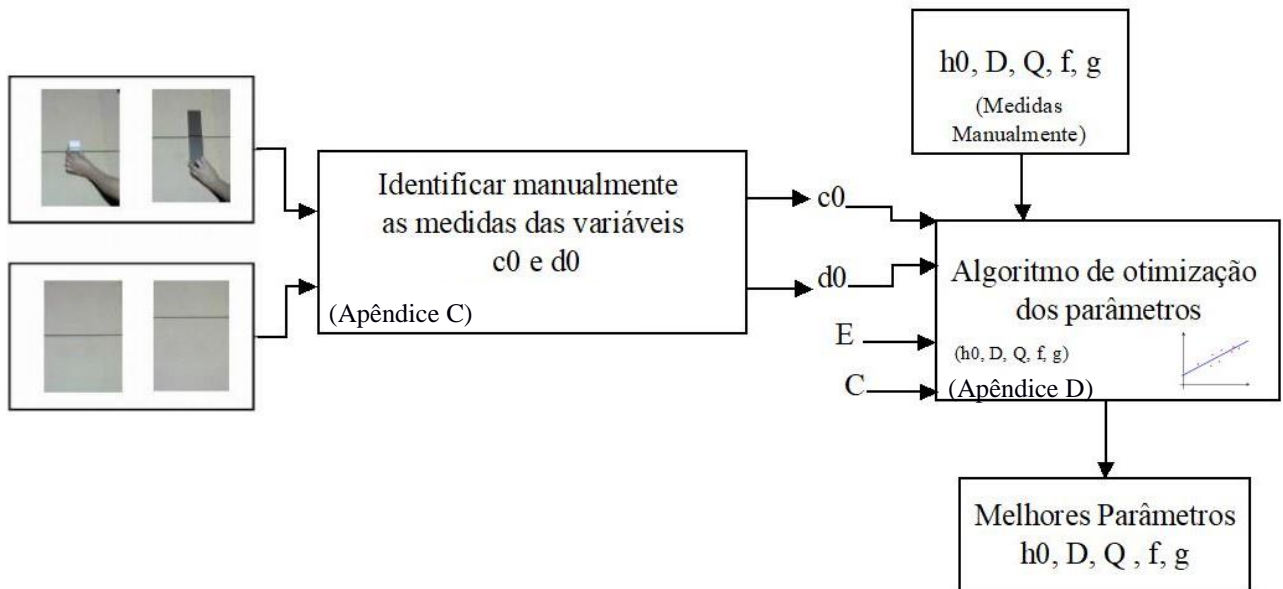 h0, D, Q, f, g
(Medidas
Manualmente)
Identificar manualmente
as medidas das variáveis
c0 e d0
(Apêndice C)
c0
d0
E
C
Algoritmo de otimização
dos parâmetros
(h0, D, Q, f, g)
(Apêndice D)
Melhores Parâmetros
h0, D, Q , f, g